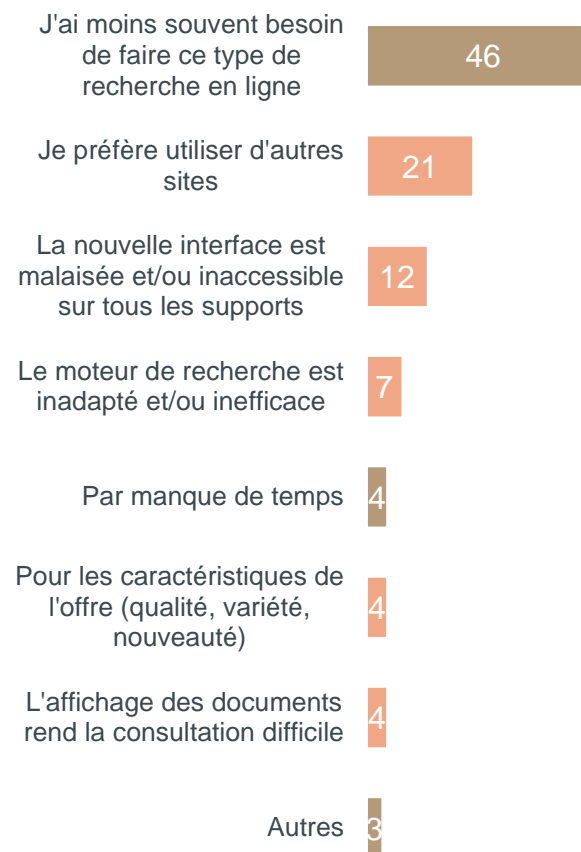 J'ai moins souvent besoin
de faire ce type de
recherche en ligne
46
Je préfère utiliser d'autres
sites
21
La nouvelle interface est
malaisée et/ou inaccessible
sur tous les supports
12
Le moteur de recherche est
inadapté et/ou inefficace
7
Par manque de temps
4
Pour les caractéristiques de
l'offre (qualité, variété,
nouveauté)
4
L'affichage des documents
rend la consultation difficile
4
Autres
3